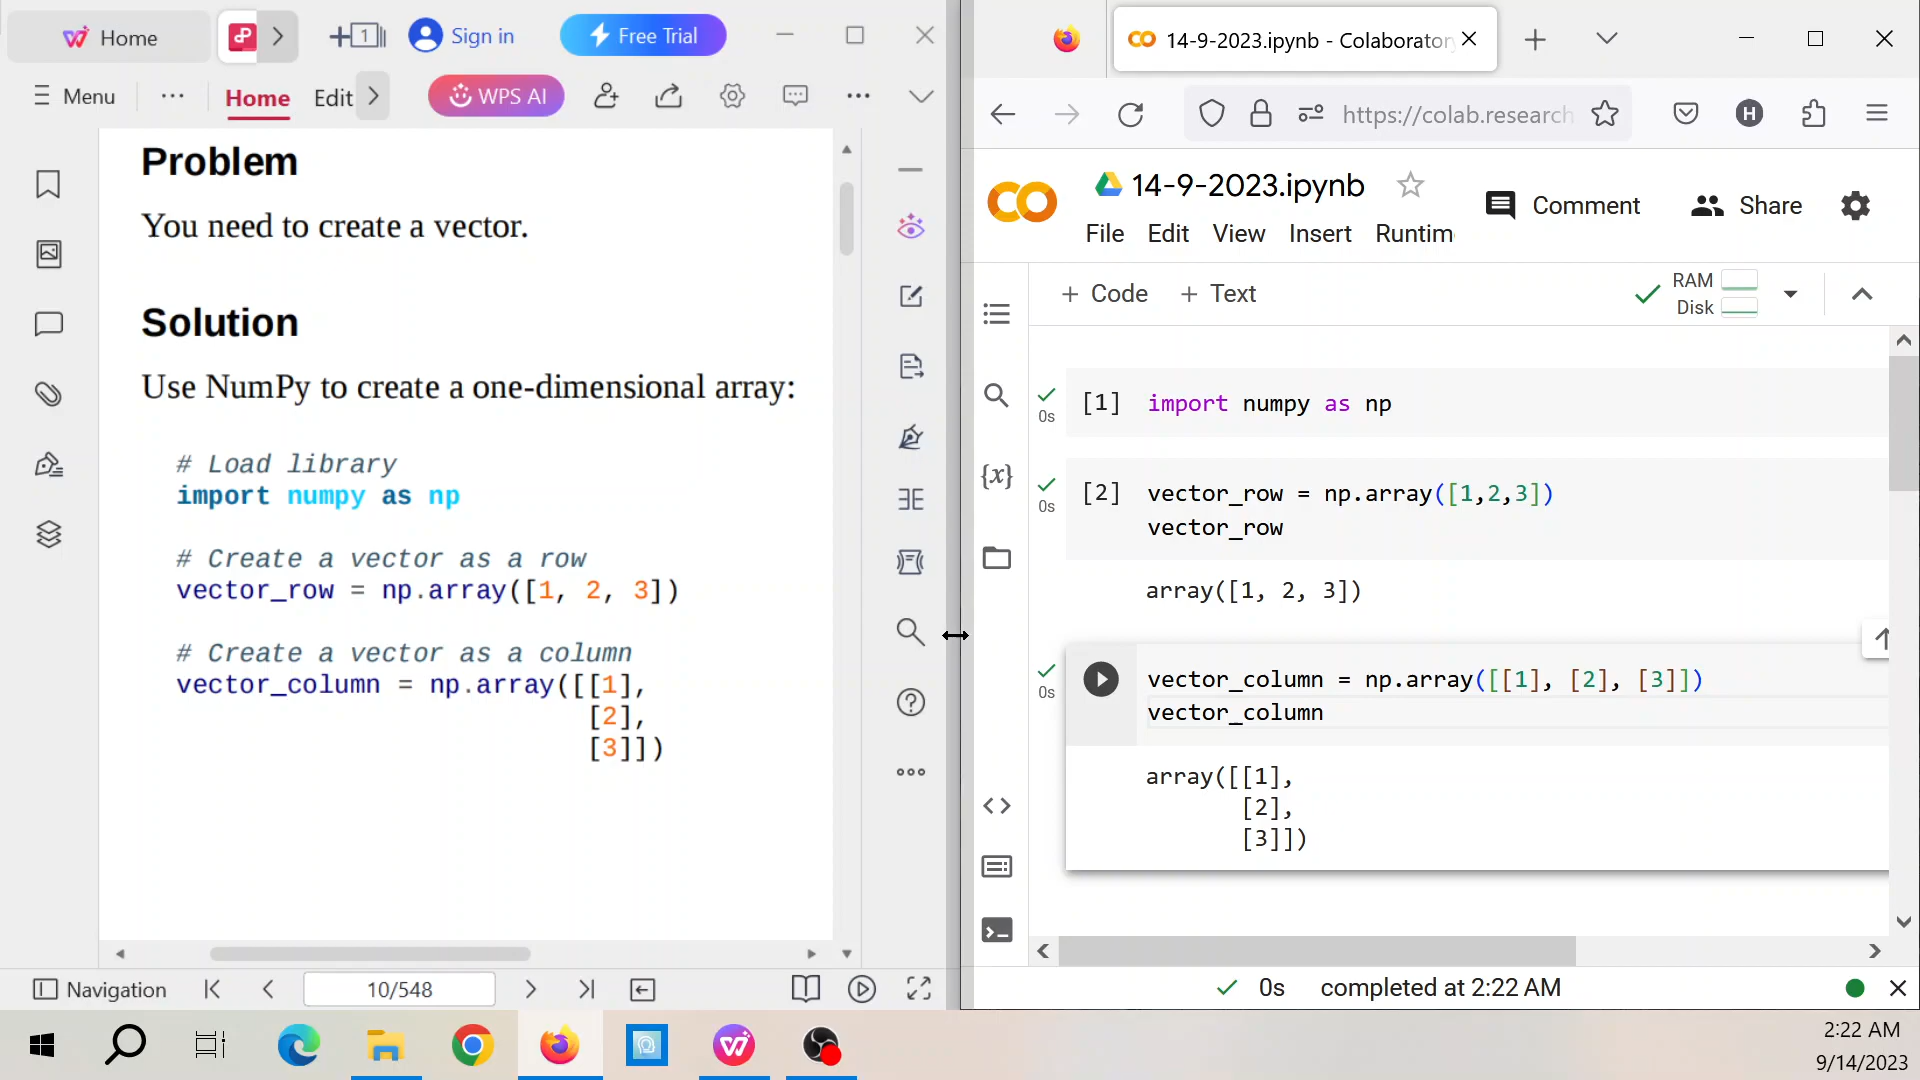 Home
1
Sign in
Free Trial
Menu
Home
Edit
WPS AI
Problem
You need to create a vector.
Solution
Use NumPy to create a one-dimensional array:
# Load library
import numpy as np
# Create a vector as a row
vector_row = np.array([1, 2, 3])
# Create a vector as a column
vector_column = np.array([[1],
[2],
[3]])
Navigation
10/548
14-9-2023.ipynb - Colaboratory
https://colab.research
H
14-9-2023.ipynb
Comment
Share
File Edit View Insert Runtim
+ Code + Text
RAM
Disk
0s
[1] import numpy as np
0s
[2] vector_row = np.array([1,2,3])
vector_row
array([1, 2, 3])
{x}
0s
vector_column = np.array([[1], [2], [3]])
vector_column
array([[1],
[2],
[3]])
0s completed at 2:22 AM
2:22 AM
9/14/2023